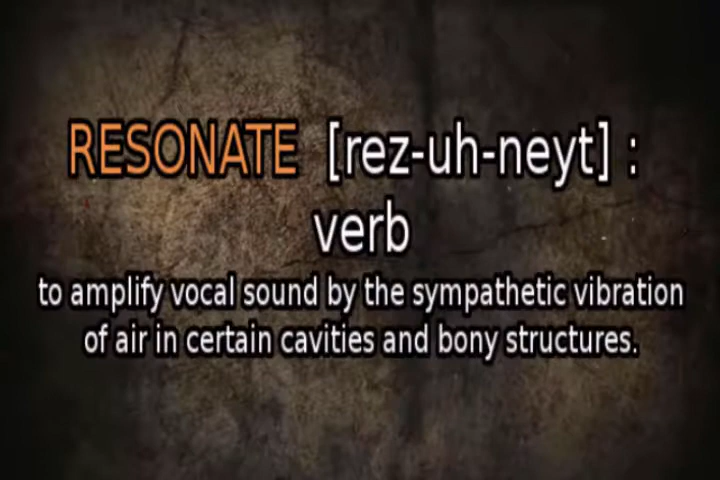 RESONATE [rez-uh-neyt] :
verb
to amplify vocal sound by the sympathetic vibration
of air in certain cavities and bony structures.